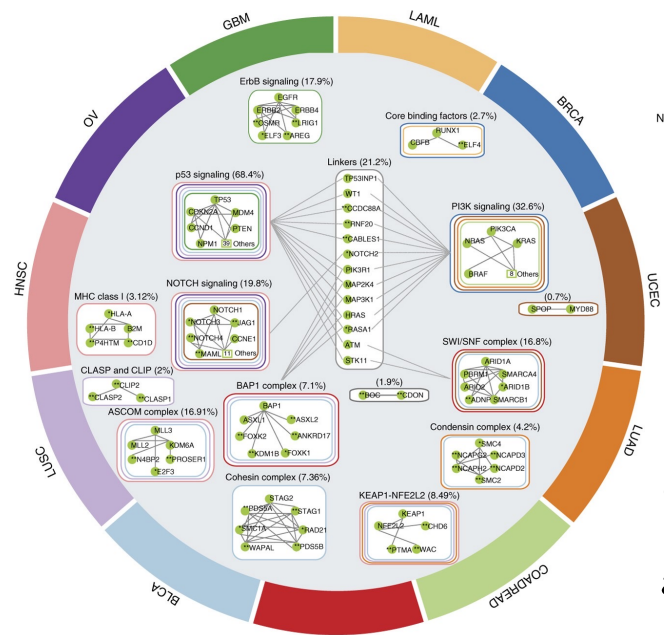 GBM
LAML
OV
BRCA
HNSC
UCEC
LUSC
LUAD
BLCA
COADREAD
N
ErbB signaling (17.9%)
EGFR
ERBB2
ERBB4
**OSMR
**LRIG1
*ELF3
**AREG
Core binding factors (2.7%)
RUNX1
CBFB
**ELF4
Linkers (21.2%)
TP53INP1
WT1
**CCDC88A
**RNF20
**CABLES1
*NOTCH2
PIK3R1
MAP2K4
MAP3K1
HRAS
*RASA1
ATM
STK11
p53 signaling (68.4%)
TP53
CDKN2A
MDM4
CCND1
PTEN
NPM1
39 Others
PI3K signaling (32.6%)
PIK3CA
NRAS
KRAS
BRAF
8 Others
NOTCH signaling (19.8%)
NOTCH1
*NOTCH3
**JAG1
**NOTCH4
CCNE1
**MAML
11 Others
MHC class I (3.12%)
*HLA-A
**HLA-B
B2M
**P4HTM
**CD1D
(0.7%)
SPOP
MYD88
CLASP and CLIP (2%)
**CLIP2
**CLASP2
**CLASP1
SWI/SNF complex (16.8%)
ARID1A
PBRM1
SMARCA4
ARID2
*ARID1B
**ADNP
SMARCB1
(1.9%)
**BOC
**CDON
BAP1 complex (7.1%)
BAP1
ASXL1
**ASXL2
**FOXK2
**ANKRD17
**KDM1B
*FOXK1
ASCOM complex (16.91%)
MLL3
MLL2
KDM6A
**N4BP2
**PROSER1
*E2F3
Condensin complex (4.2%)
*SMC4
**NCAPG2
**NCAPD3
**NCAPH2
**NCAPD2
**SMC2
Cohesin complex (7.36%)
STAG2
**PDS5A
**STAG1
*SMC1A
*RAD21
**WAPAL
**PDS5B
KEAP1-NFE2L2 (8.49%)
KEAP1
NFE2L2
**CHD6
**PTMA
**WAC